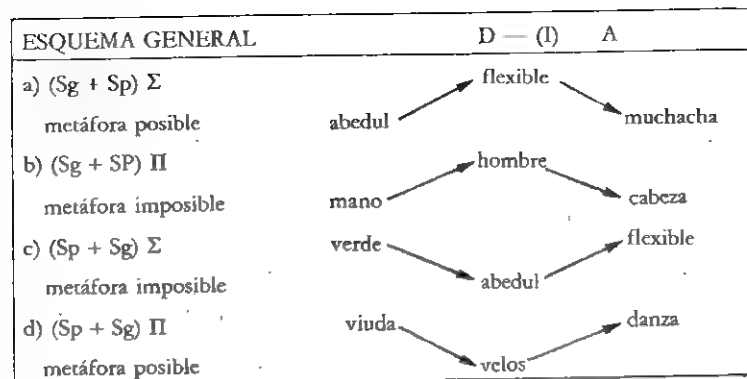 ESQUEMA GENERAL D — (I) A
a) (Sg + Sp) Σ flexible
metáfora posible abedul muchacha
b) (Sg + SP) Π hombre
metáfora imposible mano cabeza
c) (Sp + Sg) Σ verde flexible
metáfora imposible abedul
d) (Sp + Sg) Π viuda danza
metáfora posible velos